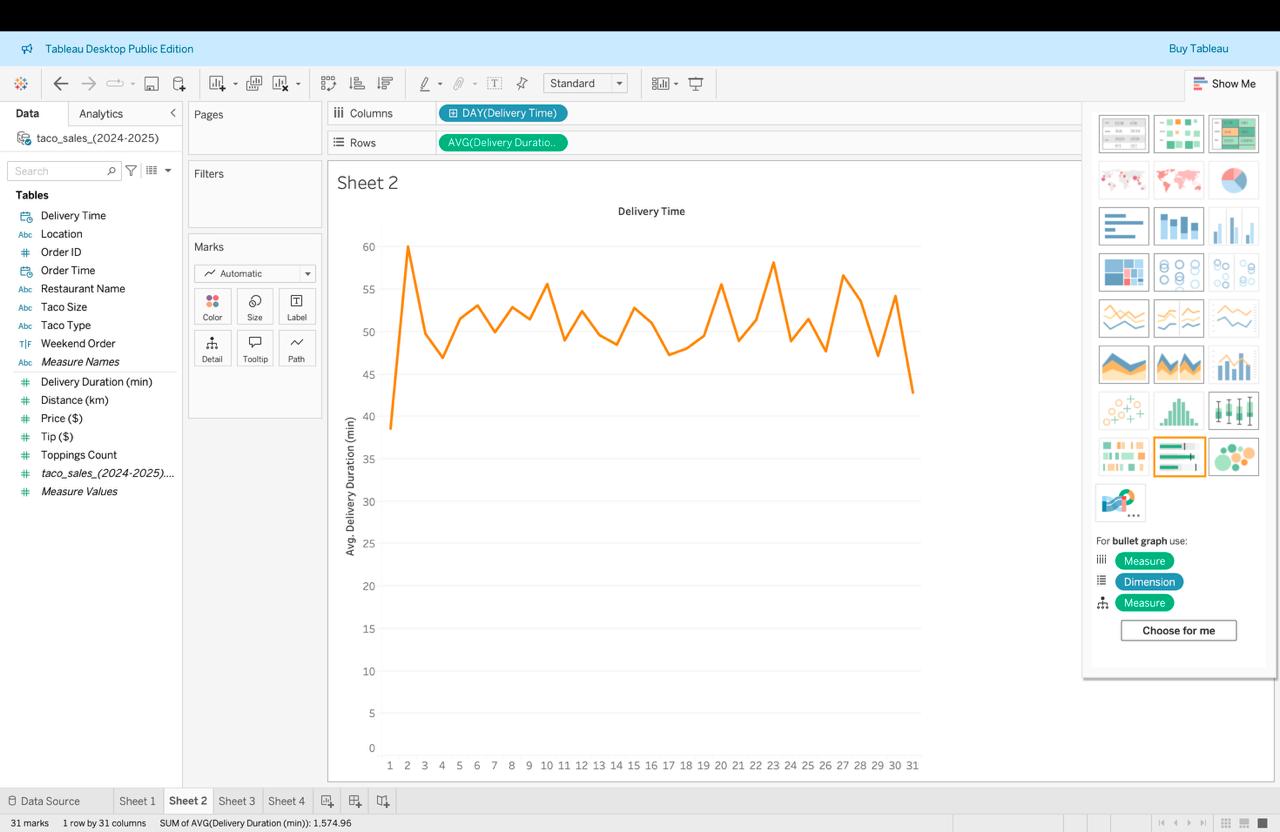 Tableau Desktop Public Edition
Buy Tableau
Standard
Show Me
Data
Analytics
Pages
Columns
DAY(Delivery Time)
Rows
AVG(Delivery Duratio..
taco_sales_(2024-2025)
Search
Tables
Delivery Time
Abc Location
Order ID
Order Time
Abc Restaurant Name
Abc Taco Size
Abc Taco Type
T|F Weekend Order
Abc Measure Names
Delivery Duration (min)
Distance (km)
Price ($)
Tip ($)
Toppings Count
taco_sales_(2024-2025)....
Measure Values
Filters
Marks
Automatic
Color
Size
Label
Detail
Tooltip
Path
Sheet 2
Delivery Time
60
55
50
45
40
35
30
25
20
15
10
5
0
Avg. Delivery Duration (min)
1 2 3 4 5 6 7 8 9 10 11 12 13 14 15 16 17 18 19 20 21 22 23 24 25 26 27 28 29 30 31
For bullet graph use:
Measure
Dimension
Measure
Choose for me
Data Source
Sheet 1
Sheet 2
Sheet 3
Sheet 4
31 marks
1 row by 31 columns
SUM of AVG(Delivery Duration (min)): 1,574.96